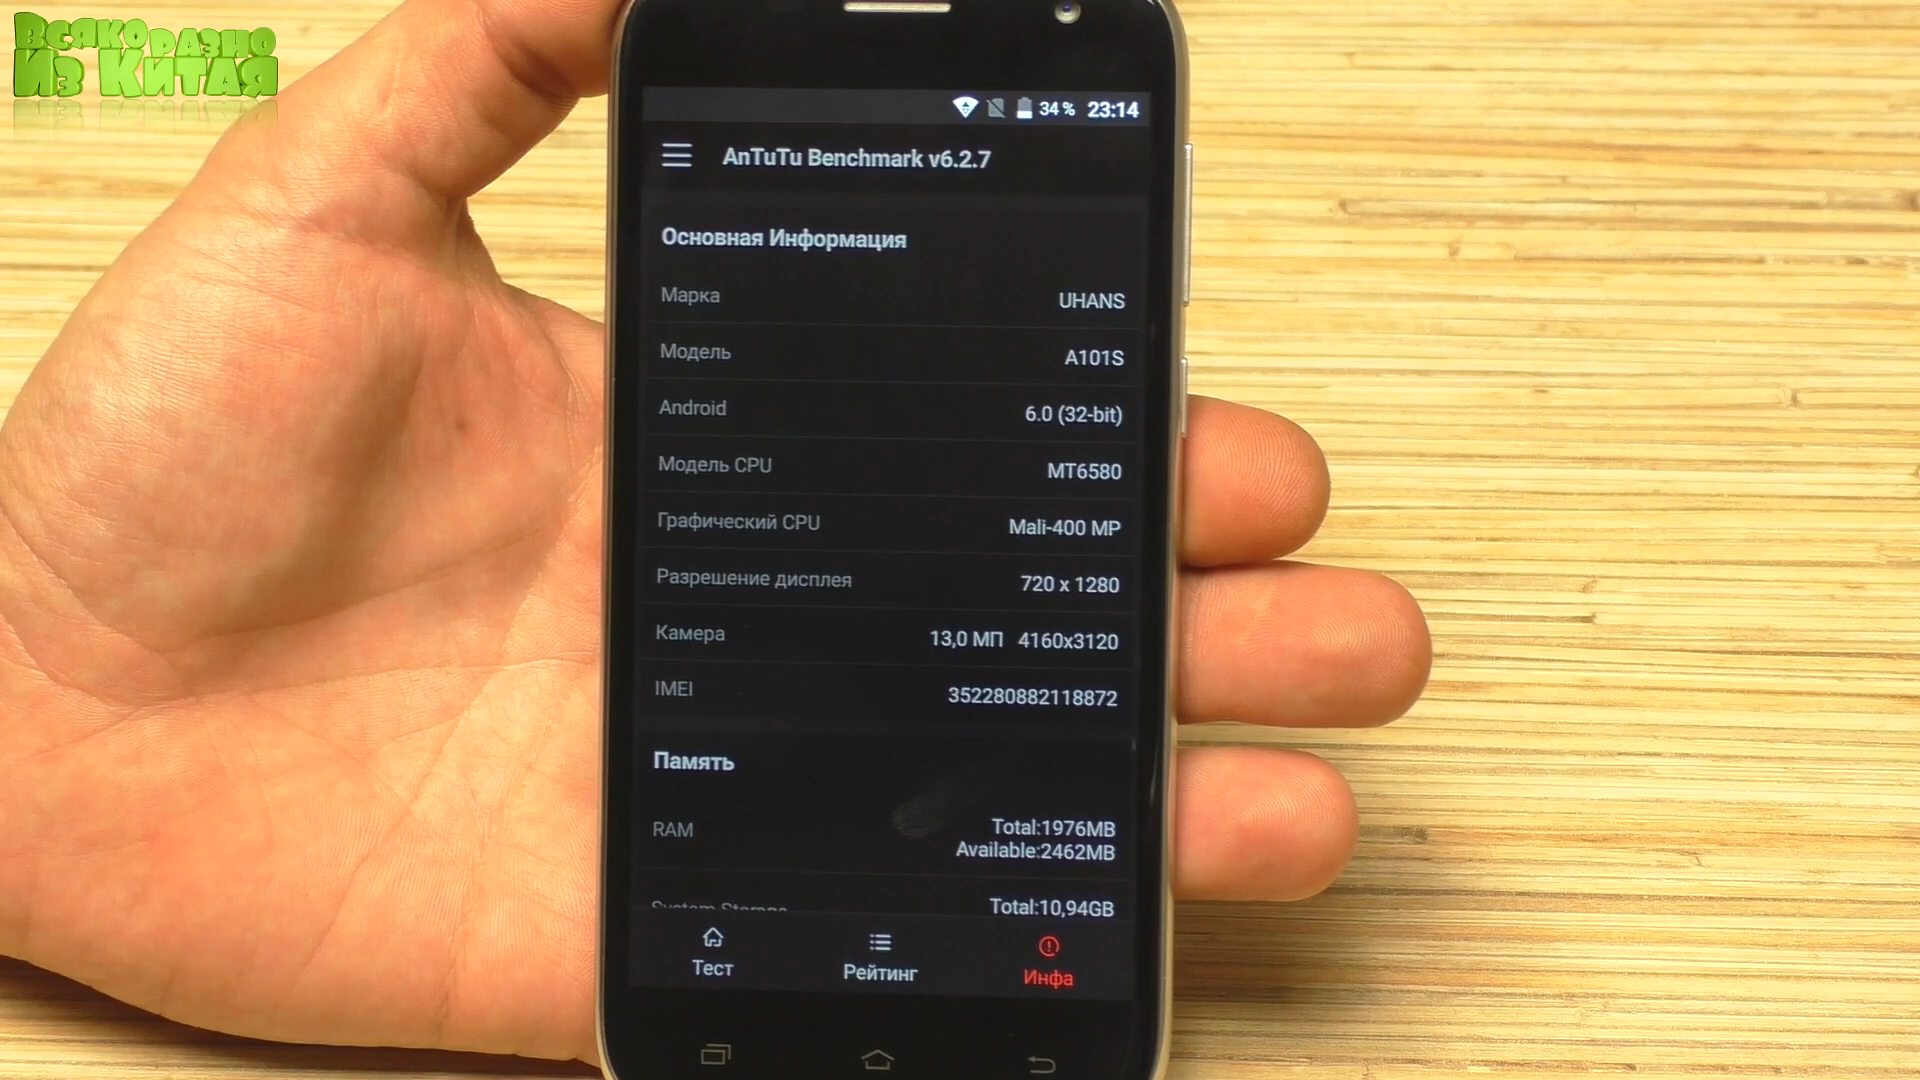 Всяко разно
Из Китая
34 % 23:14
AnTuTu Benchmark v6.2.7
Основная Информация
Марка UHANS
Модель A101S
Android 6.0 (32-bit)
Модель CPU MT6580
Графический CPU Mali-400 MP
Разрешение дисплея 720 x 1280
Камера 13,0 МП 4160x3120
IMEI 352280882118872
Память
RAM Total:1976MB
Available:2462MB
System Storage Total:10,94GB
Тест Рейтинг Инфа